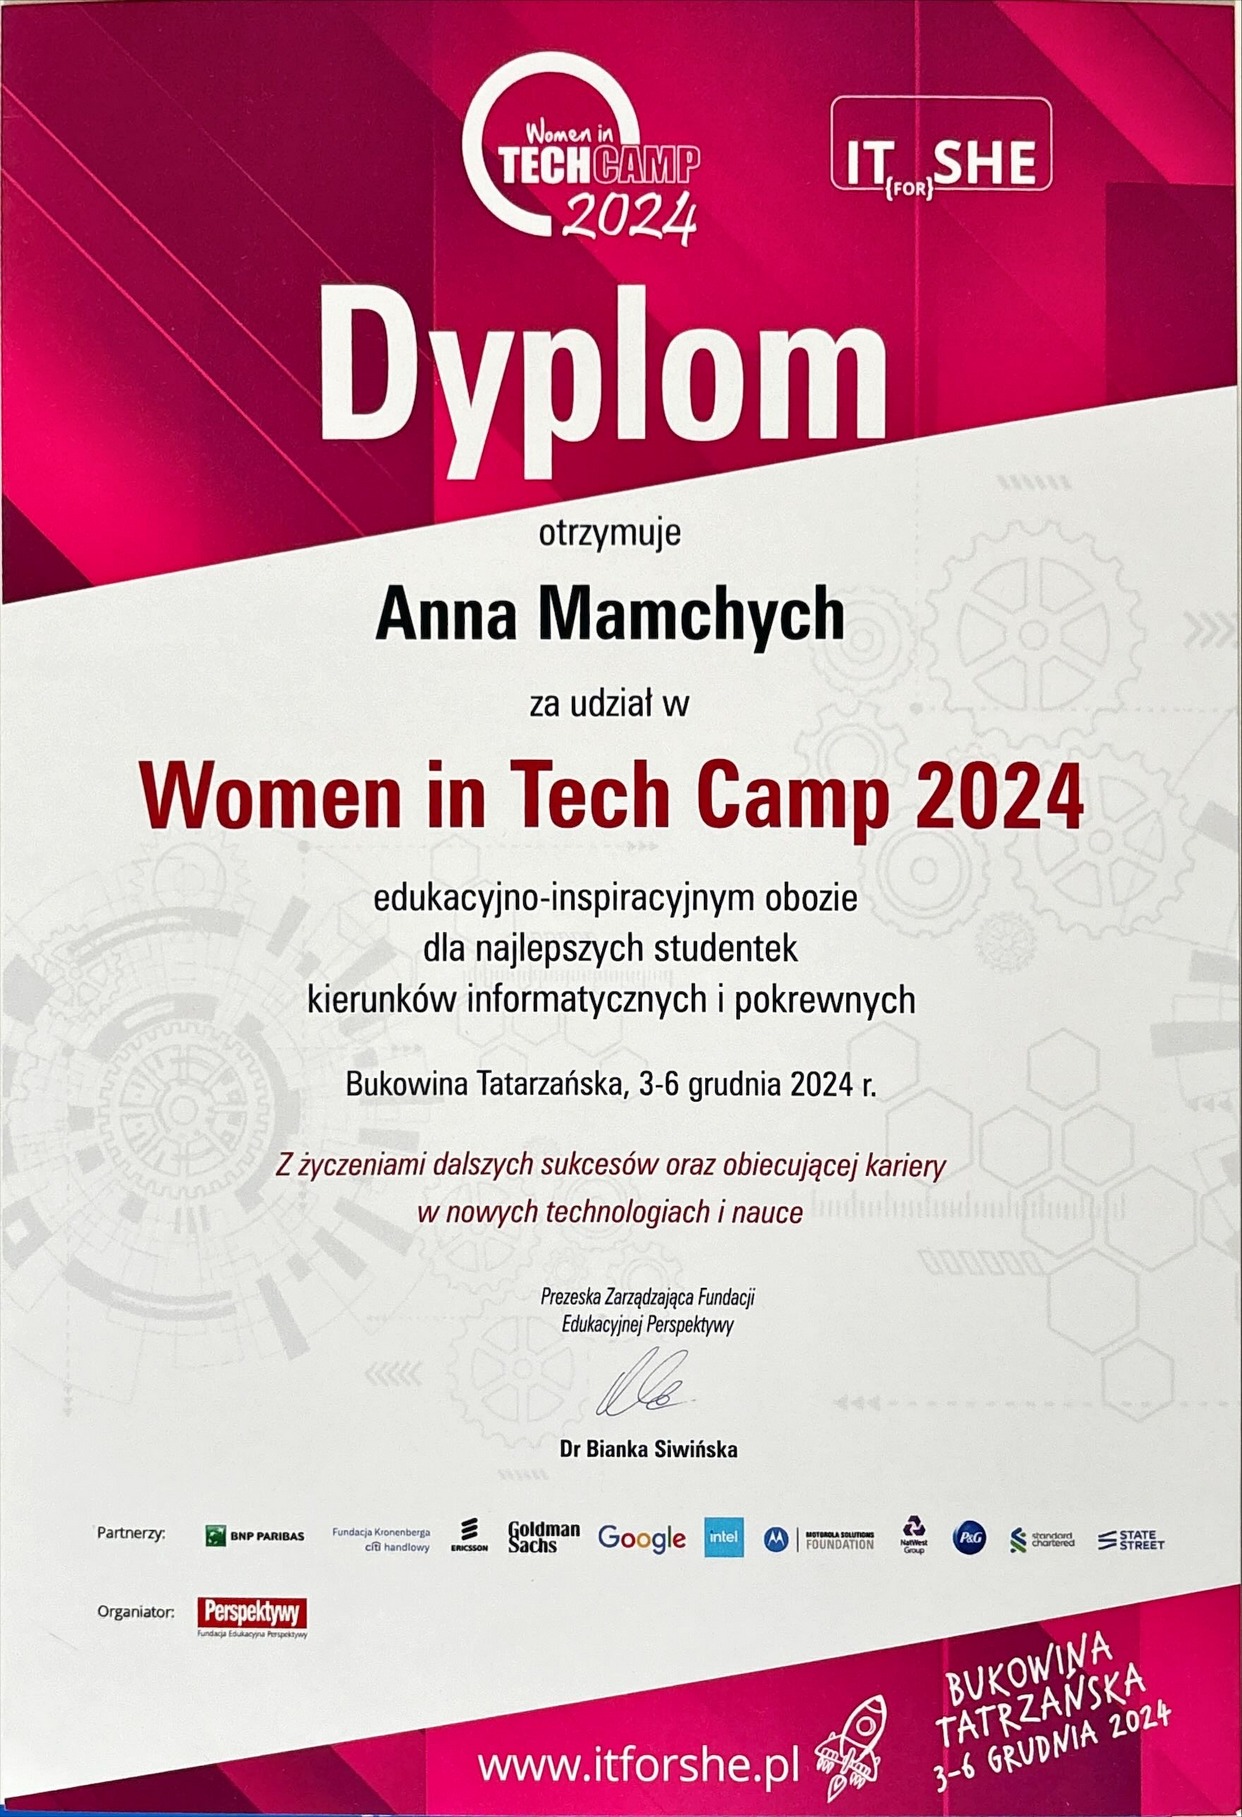 Women in
TECHCAMP
2024
IT{FOR}SHE
Dyplom
otrzymuje
Anna Mamchych
za udział w
Women in Tech Camp 2024
edukacyjno-inspiracyjnym obozie
dla najlepszych studentek
kierunków informatycznych i pokrewnych
Bukowina Tatarzańska, 3-6 grudnia 2024 r.
Z życzeniami dalszych sukcesów oraz obiecującej kariery
w nowych technologiach i nauce
Prezeska Zarządzająca Fundacji
Edukacyjnej Perspektywy
Dr Bianka Siwińska
Partnerzy:
BNP PARIBAS
Fundacja Kronenberga
citi handlowy
ERICSSON
Goldman
Sachs
Google
intel
MOTOROLA SOLUTIONS
FOUNDATION
NatWest
Group
P&G
standard
chartered
STATE
STREET
Organiator:
Perspektywy
Fundacja Edukacyjna Perspektywy
www.itforshe.pl
BUKOWINA
TATRZAŃSKA
3-6 GRUDNIA 2024